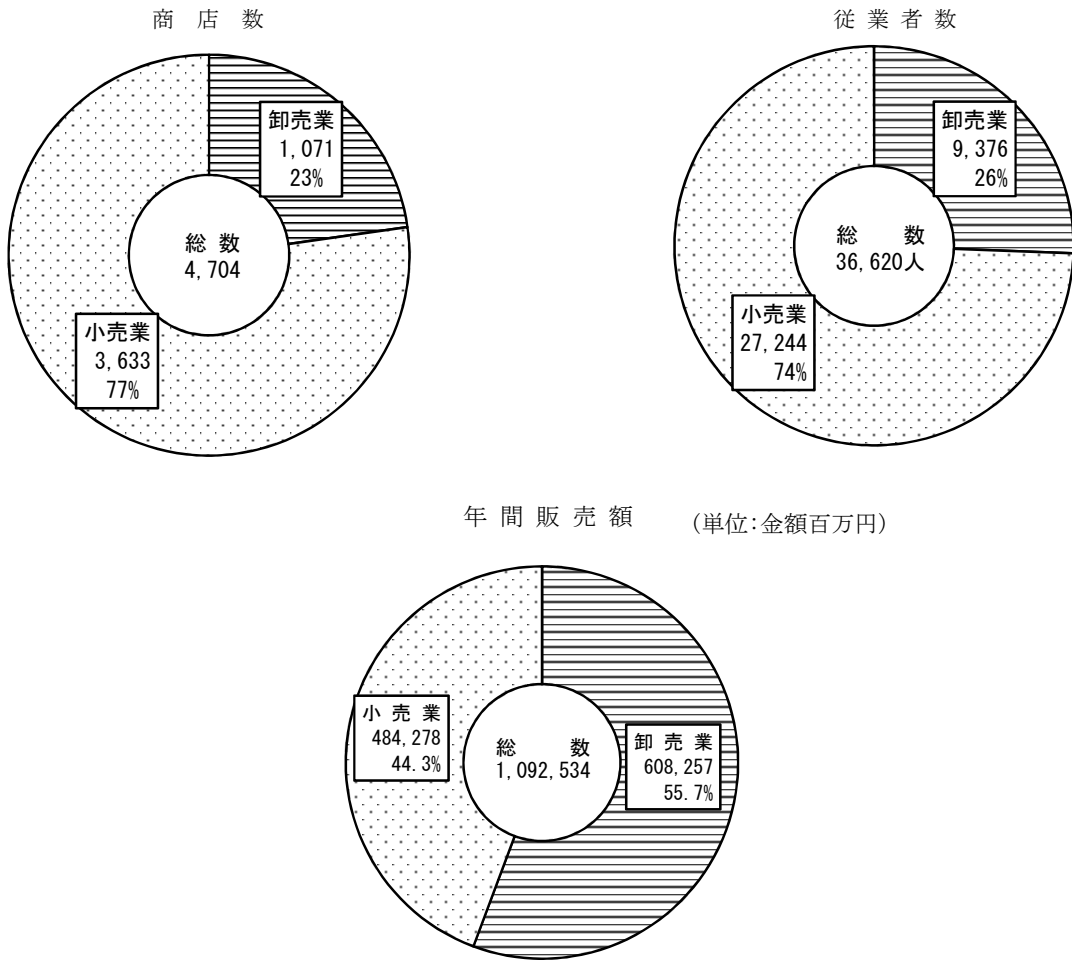 商店数
卸売業
1,071
23%
総数
4,704
小売業
3,633
77%
従業者数
卸売業
9,376
26%
総数
36,620人
小売業
27,244
74%
年間販売額 (単位:金額百万円)
小売業
484,278
44.3%
総数
1,092,534
卸売業
608,257
55.7%